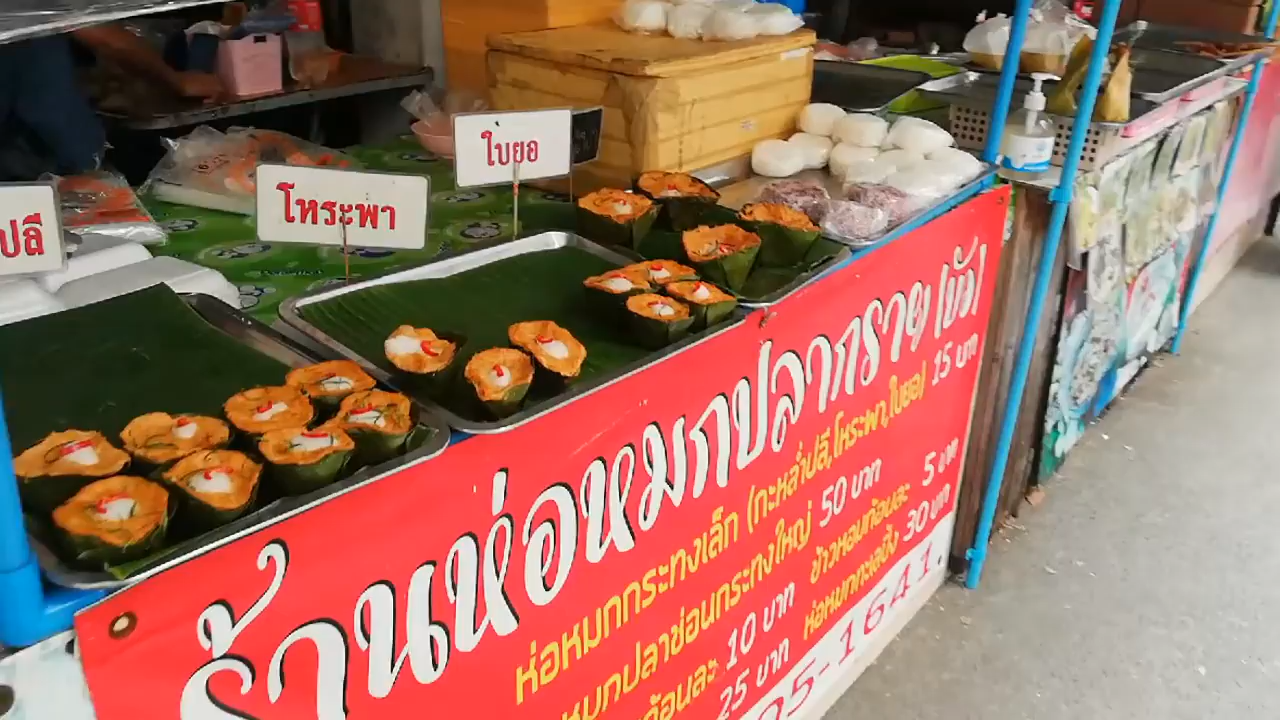 ปลี
โหระพา
ใบยอ
ร้านห่อหมกปลากราย (บัว)
ห่อหมกกระทงเล็ก (กะหล่ำปลี,โหระพา,ใบยอ) 15 บาท
หมกปลาช่อนกระทงใหญ่ 50 บาท
ก้อนละ 10 บาท ข้าวหอมก้อนละ 5 บาท
25 บาท ห่อหมกทะเลปิ้ง 30 บาท
95-1641